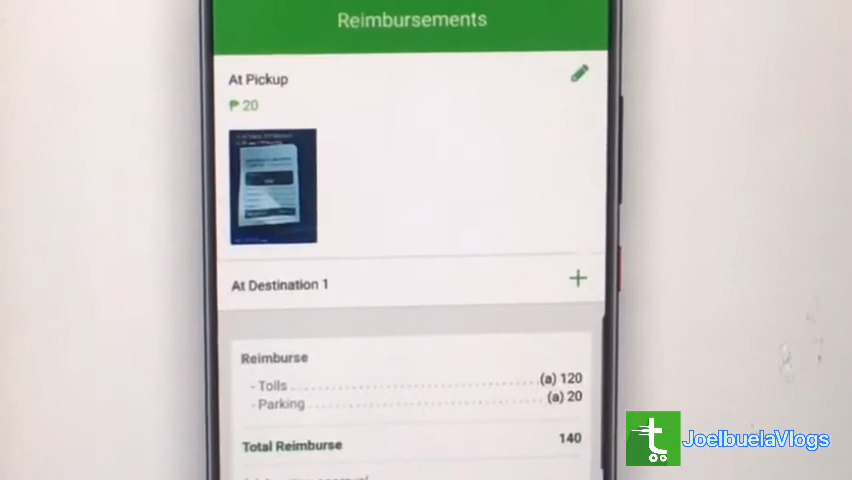 Reimbursements
At Pickup
₱ 20
At Destination 1
Reimburse
- Tolls (a) 120
- Parking (a) 20
Total Reimburse 140
JoelbuelaVlogs